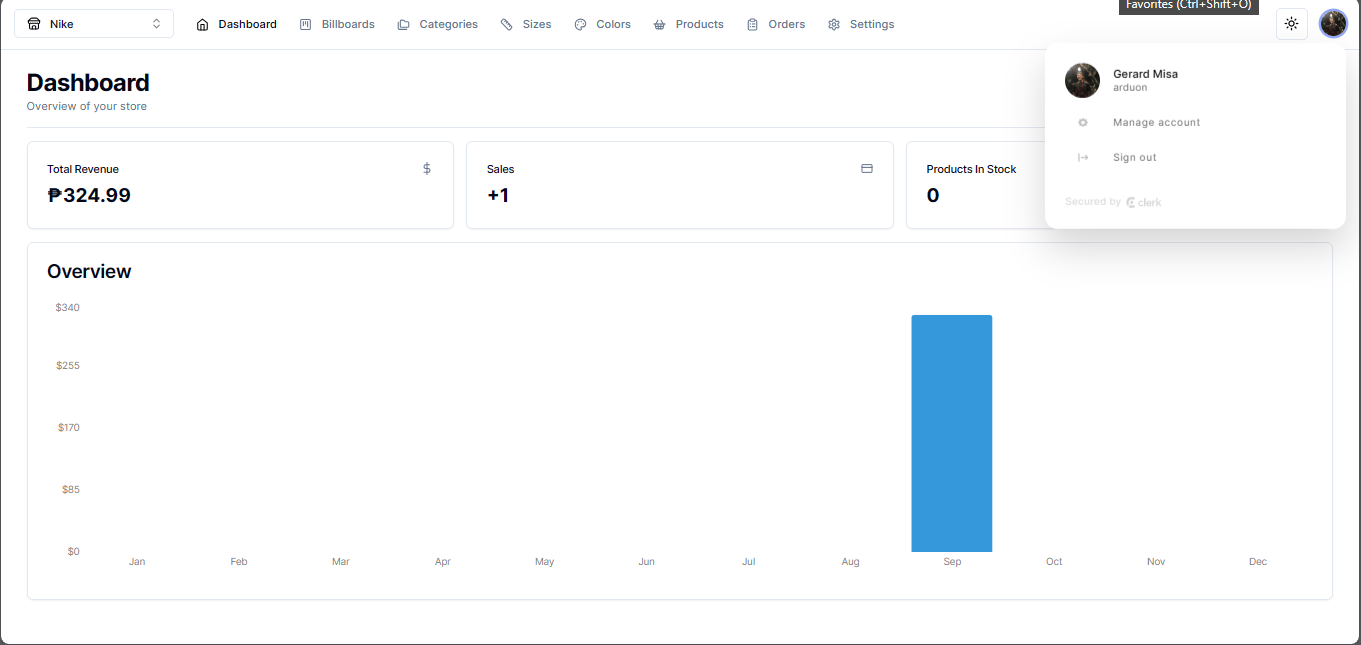 Favorites (Ctrl+Shift+O)
Nike
Dashboard
Billboards
Categories
Sizes
Colors
Products
Orders
Settings
Dashboard
Overview of your store
Gerard Misa
arduon
Manage account
Sign out
Secured by clerk
Total Revenue
$
₱324.99
Sales
+1
Products In Stock
0
Overview
$340
$255
$170
$85
$0
Jan Feb Mar Apr May Jun Jul Aug Sep Oct Nov Dec